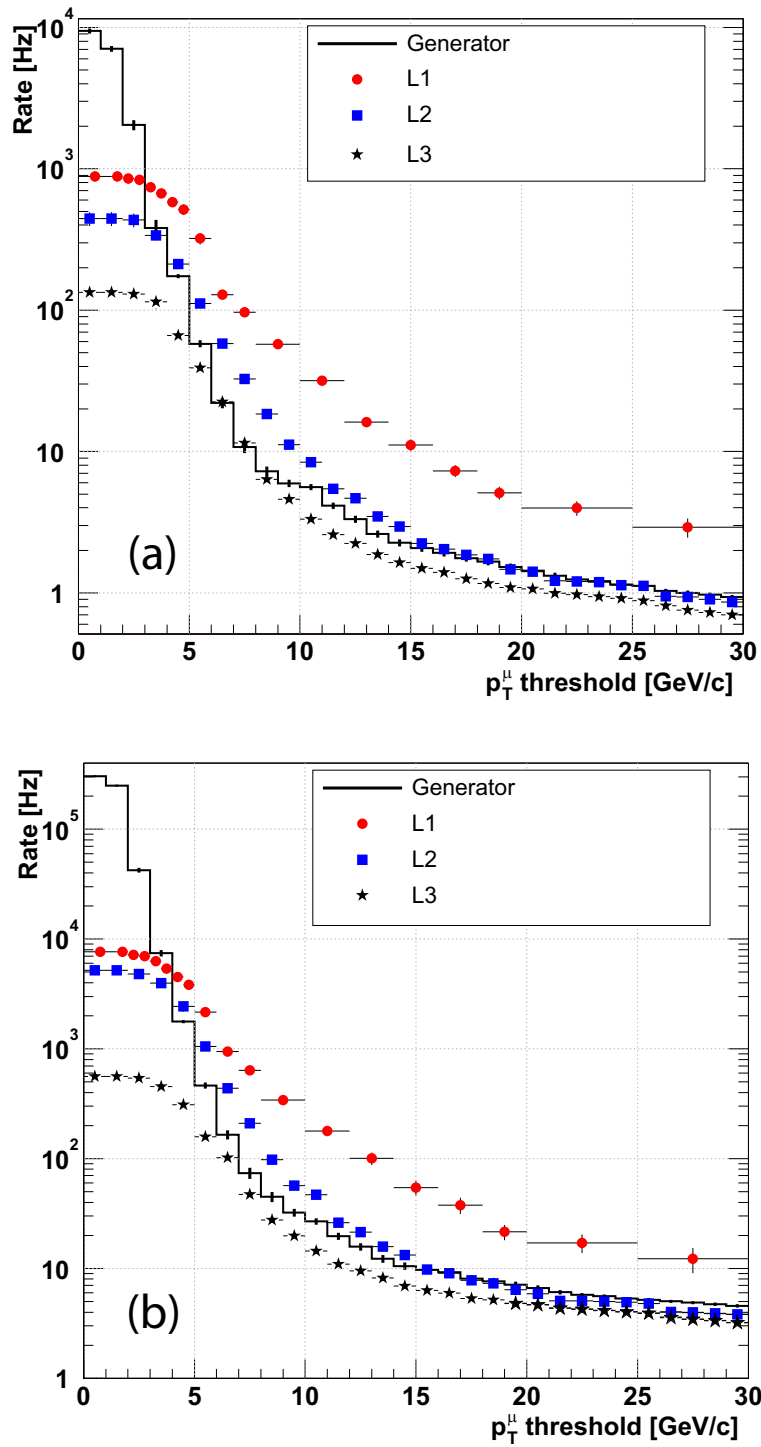 Rate [Hz]
10^4
10^3
10^2
10
1
Generator
L1
L2
L3
(a)
0 5 10 15 20 25 30
p_T^μ threshold [GeV/c]
Rate [Hz]
10^5
10^4
10^3
10^2
10
1
Generator
L1
L2
L3
(b)
0 5 10 15 20 25 30
p_T^μ threshold [GeV/c]